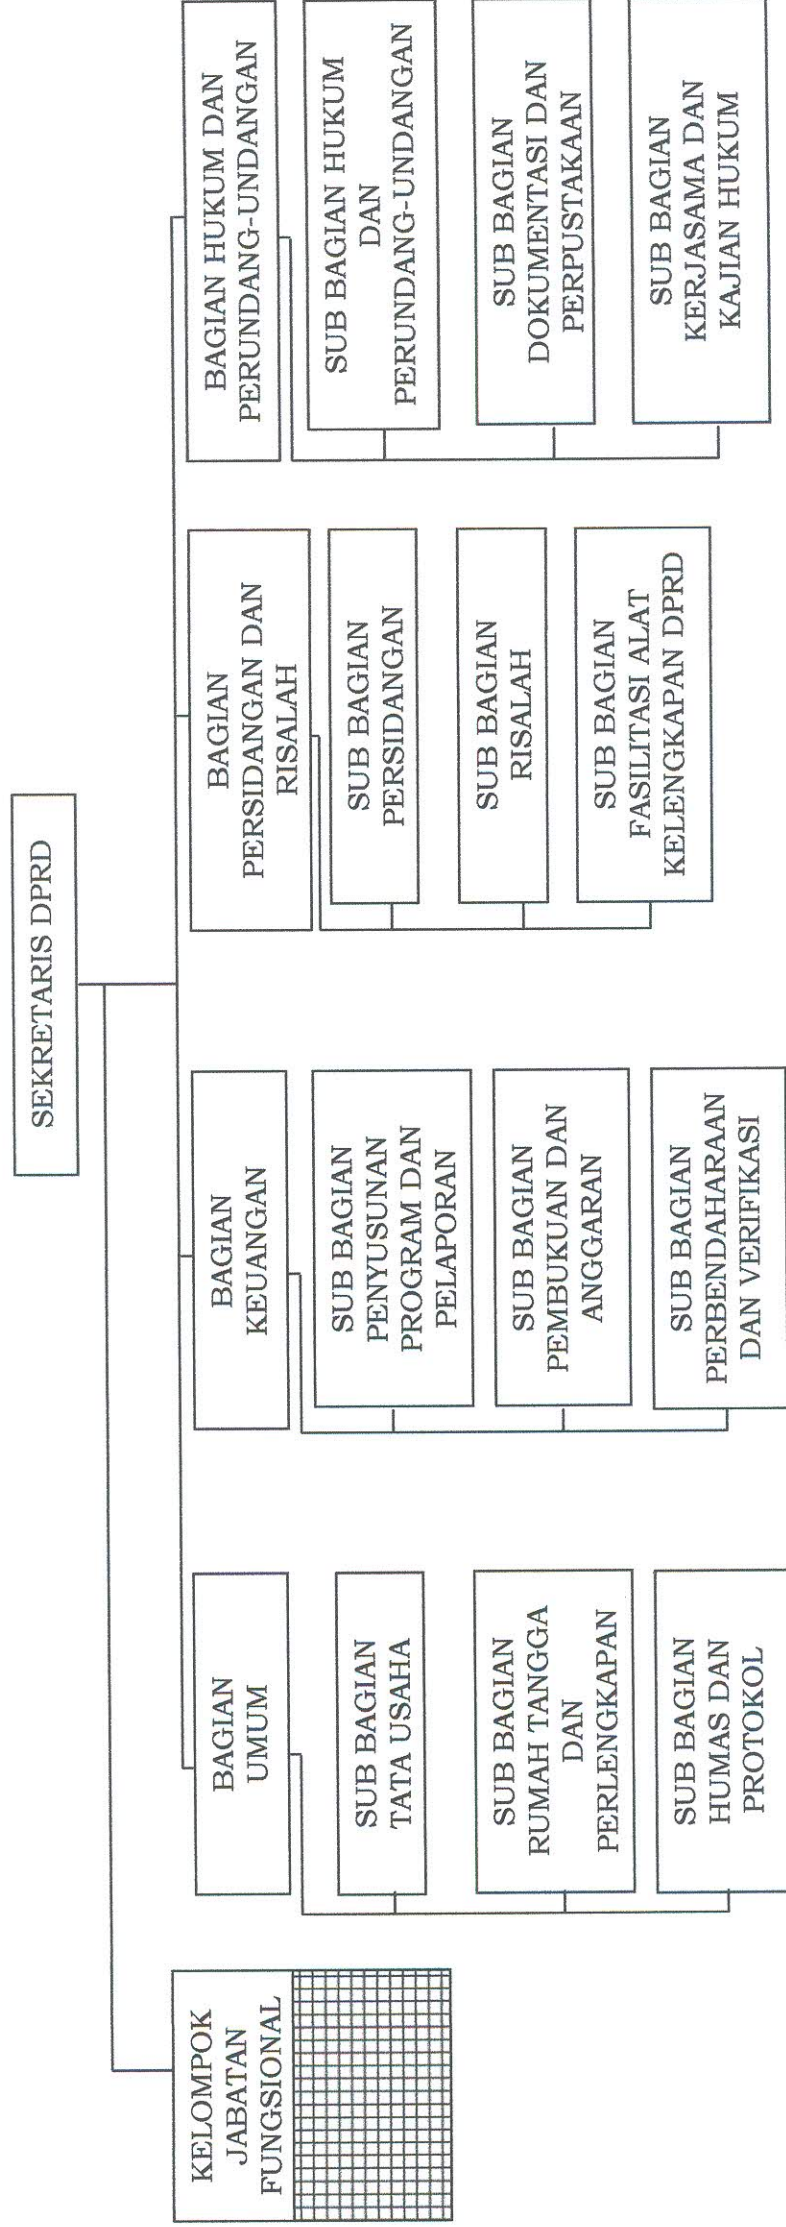 SEKRETARIS DPRD
KELOMPOK
JABATAN
FUNGSIONAL
BAGIAN
UMUM
SUB BAGIAN
TATA USAHA
SUB BAGIAN
RUMAH TANGGA
DAN
PERLENGKAPAN
SUB BAGIAN
HUMAS DAN
PROTOKOL
BAGIAN
KEUANGAN
SUB BAGIAN
PENYUSUNAN
PROGRAM DAN
PELAPORAN
SUB BAGIAN
PEMBUKUAN DAN
ANGGARAN
SUB BAGIAN
PERBENDAHARAAN
DAN VERIFIKASI
BAGIAN
PERSIDANGAN DAN
RISALAH
SUB BAGIAN
PERSIDANGAN
SUB BAGIAN
RISALAH
SUB BAGIAN
FASILITASI ALAT
KELENGKAPAN DPRD
BAGIAN HUKUM DAN
PERUNDANG-UNDANGAN
SUB BAGIAN HUKUM
DAN
PERUNDANG-UNDANGAN
SUB BAGIAN
DOKUMENTASI DAN
PERPUSTAKAAN
SUB BAGIAN
KERJASAMA DAN
KAJIAN HUKUM